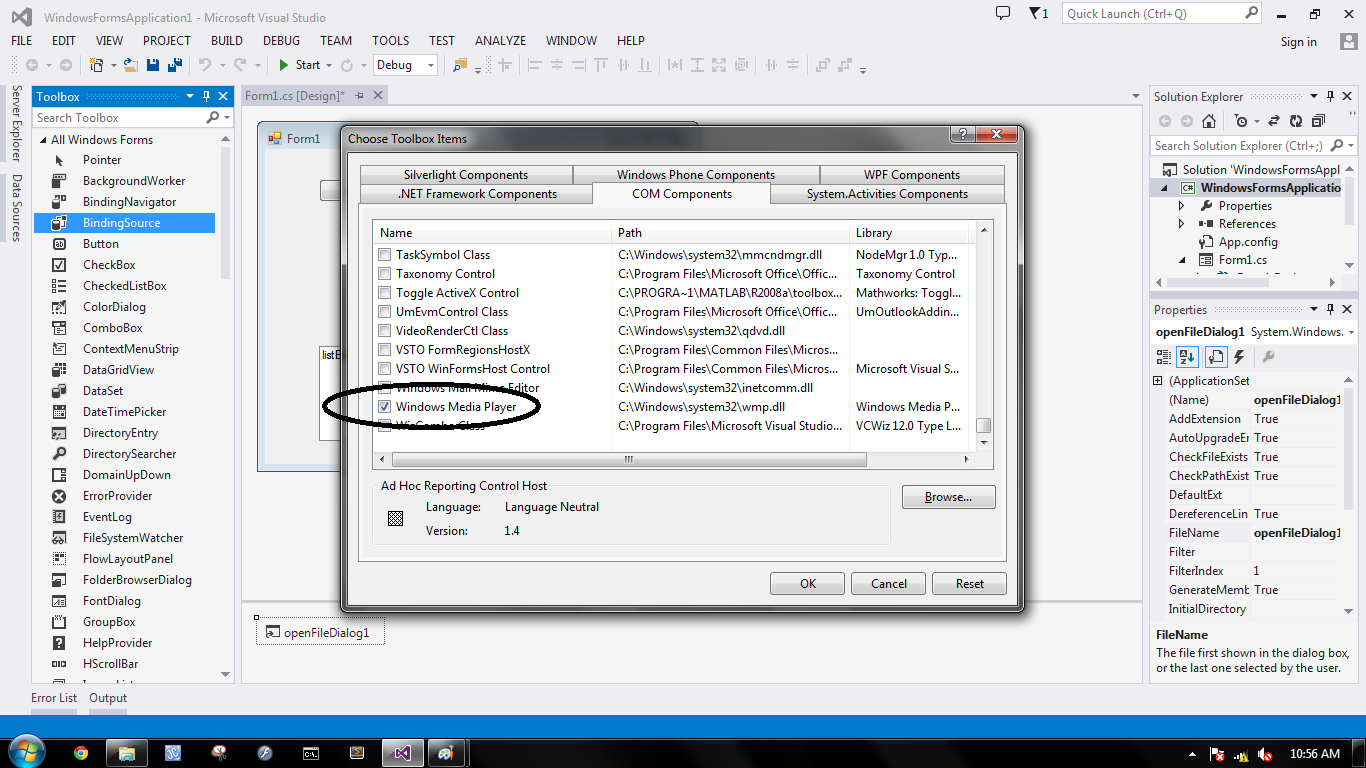 WindowsFormsApplication1 - Microsoft Visual Studio
1
Quick Launch (Ctrl+Q)
FILE EDIT VIEW PROJECT BUILD DEBUG TEAM TOOLS TEST ANALYZE WINDOW HELP
Sign in
Start
Debug
Server Explorer
Data Sources
Toolbox
Search Toolbox
All Windows Forms
Pointer
BackgroundWorker
BindingNavigator
BindingSource
Button
CheckBox
CheckedListBox
ColorDialog
ComboBox
ContextMenuStrip
DataGridView
DataSet
DateTimePicker
DirectoryEntry
DirectorySearcher
DomainUpDown
ErrorProvider
EventLog
FileSystemWatcher
FlowLayoutPanel
FolderBrowserDialog
FontDialog
GroupBox
HelpProvider
HScrollBar
Form1.cs [Design]*
Form1
Choose Toolbox Items
Silverlight Components Windows Phone Components WPF Components
.NET Framework Components COM Components System.Activities Components
Name Path Library
TaskSymbol Class C:\Windows\system32\mmcndmgr.dll NodeMgr 1.0 Typ...
Taxonomy Control C:\Program Files\Microsoft Office\Offic... Taxonomy Control
Toggle ActiveX Control C:\PROGRA~1\MATLAB\R2008a\toolbox... Mathworks: Toggl...
UmEvmControl Class C:\Program Files\Microsoft Office\Offic... UmOutlookAddin...
VideoRenderCtl Class C:\Windows\system32\qdvd.dll
VSTO FormRegionsHostX C:\Program Files\Common Files\Micros...
VSTO WinFormsHost Control C:\Program Files\Common Files\Micros... Microsoft Visual S...
Windows Mail Mime Editor C:\Windows\system32\inetcomm.dll
Windows Media Player C:\Windows\system32\wmp.dll Windows Media P...
WizCombo Class C:\Program Files\Microsoft Visual Studio... VCWiz 12.0 Type L...
Ad Hoc Reporting Control Host
Language: Language Neutral
Version: 1.4
Browse...
OK Cancel Reset
openFileDialog1
Solution Explorer
Search Solution Explorer (Ctrl+;)
Solution 'WindowsFormsAppl
WindowsFormsApplication
Properties
References
App.config
Form1.cs
Properties
openFileDialog1 System.Windows.
(ApplicationSet
(Name) openFileDialog1
AddExtension True
AutoUpgradeEr True
CheckFileExists True
CheckPathExist True
DefaultExt
DereferenceLin True
FileName openFileDialog1
Filter
FilterIndex 1
GenerateMemb True
InitialDirectory
FileName
The file first shown in the dialog box,
or the last one selected by the user.
Error List Output
10:56 AM